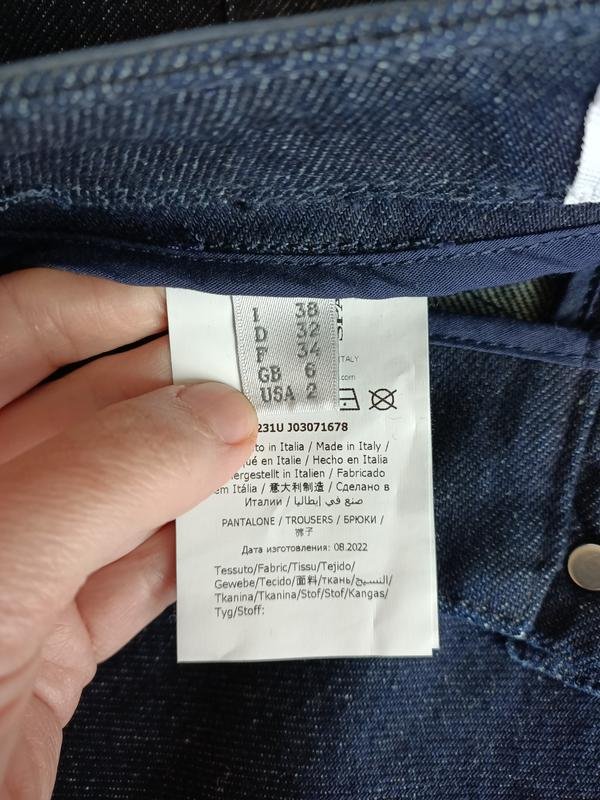 I 38
D 32
F 34
GB 6
USA 2
ITALY
.com
231U J03071678
in Italia / Made in Italy /
en Italie / Hecho en Italia
in Italien / Fabricado
em Itália / 意大利制造 / Сделано в
Италии / صنع في إيطاليا
PANTALONE / TROUSERS / БРЮКИ /
裤子
Дата изготовления: 08.2022
Tessuto/Fabric/Tissu/Tejido/
Gewebe/Tecido/面料/ткань/النسيج/
Tkanina/Tkanina/Stof/Stof/Kangas/
Tyg/Stoff: